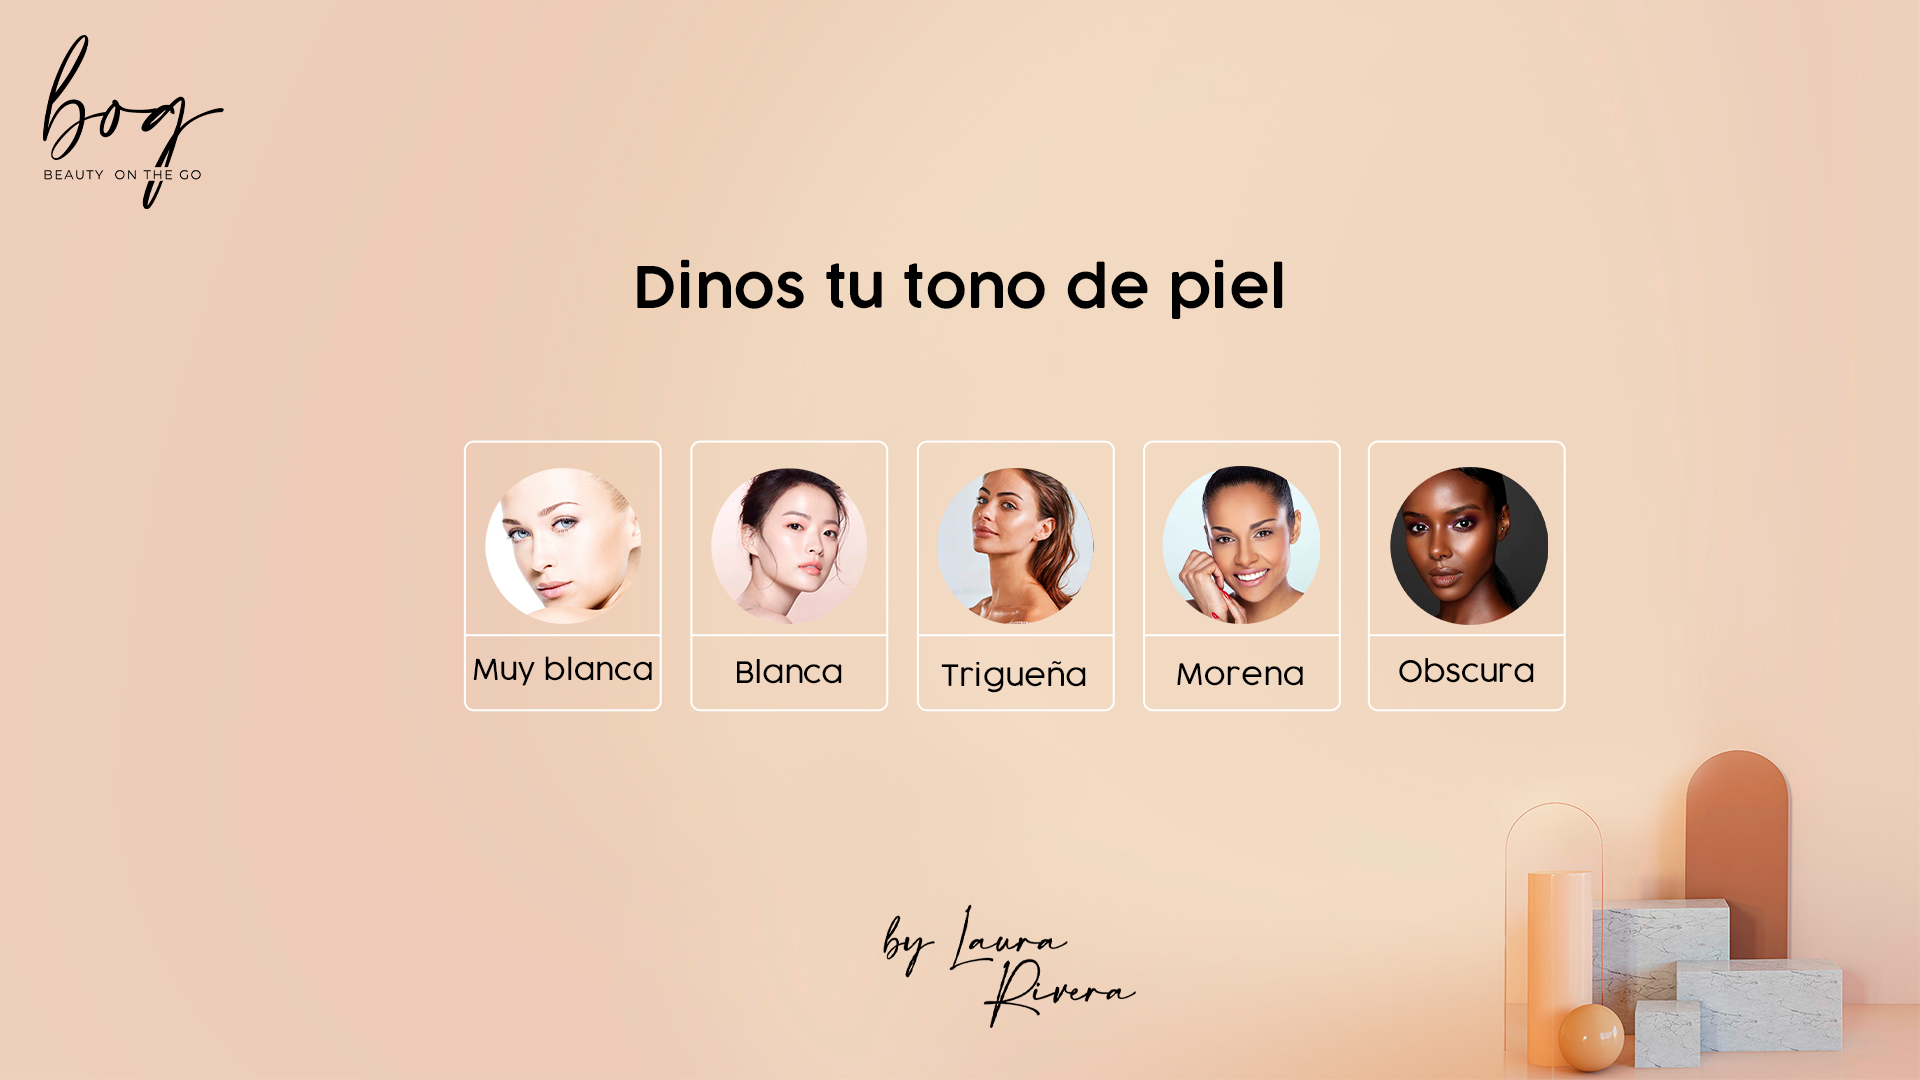 bog
BEAUTY ON THE GO
Dinos tu tono de piel
Muy blanca
Blanca
Trigueña
Morena
Obscura
by Laura
Rivera